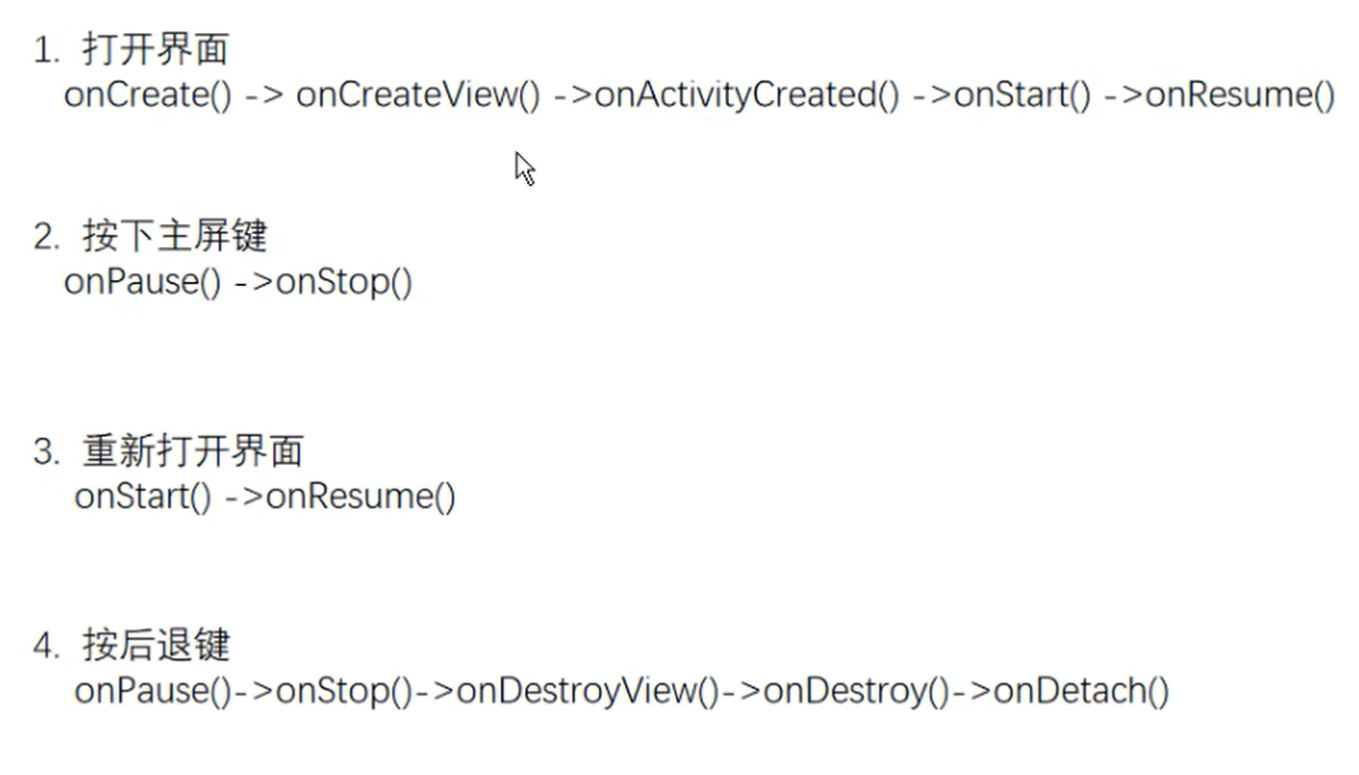 1. 打开界面
onCreate() -> onCreateView() ->onActivityCreated() ->onStart() ->onResume()
2. 按下主屏键
onPause() ->onStop()
3. 重新打开界面
onStart() ->onResume()
4. 按后退键
onPause()->onStop()->onDestroyView()->onDestroy()->onDetach()